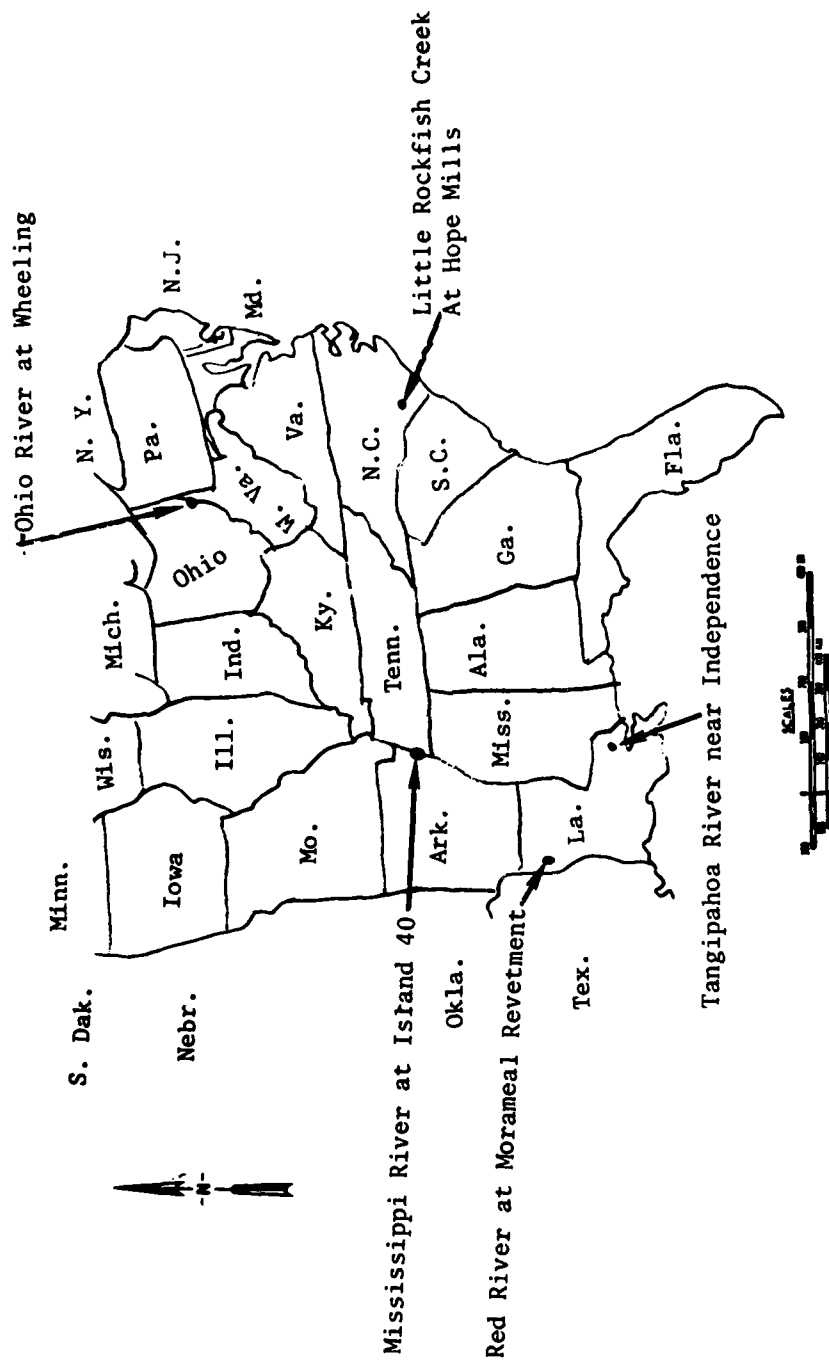 Ohio River at Wheeling
N. Y.
N.J.
Pa.
Md.
Mich.
Ohio
W. Va.
Va.
Minn.
Wis.
Ind.
Ill.
Ky.
N.C.
Little Rockfish Creek
At Hope Mills
S. Dak.
Iowa
Nebr.
Mo.
Tenn.
S.C.
-N-
Mississippi River at Island 40
Ark.
Miss.
Ala.
Ga.
Okla.
Red River at Morameal Revetment
La.
Fla.
Tex.
Tangipahoa River near Independence
SCALES